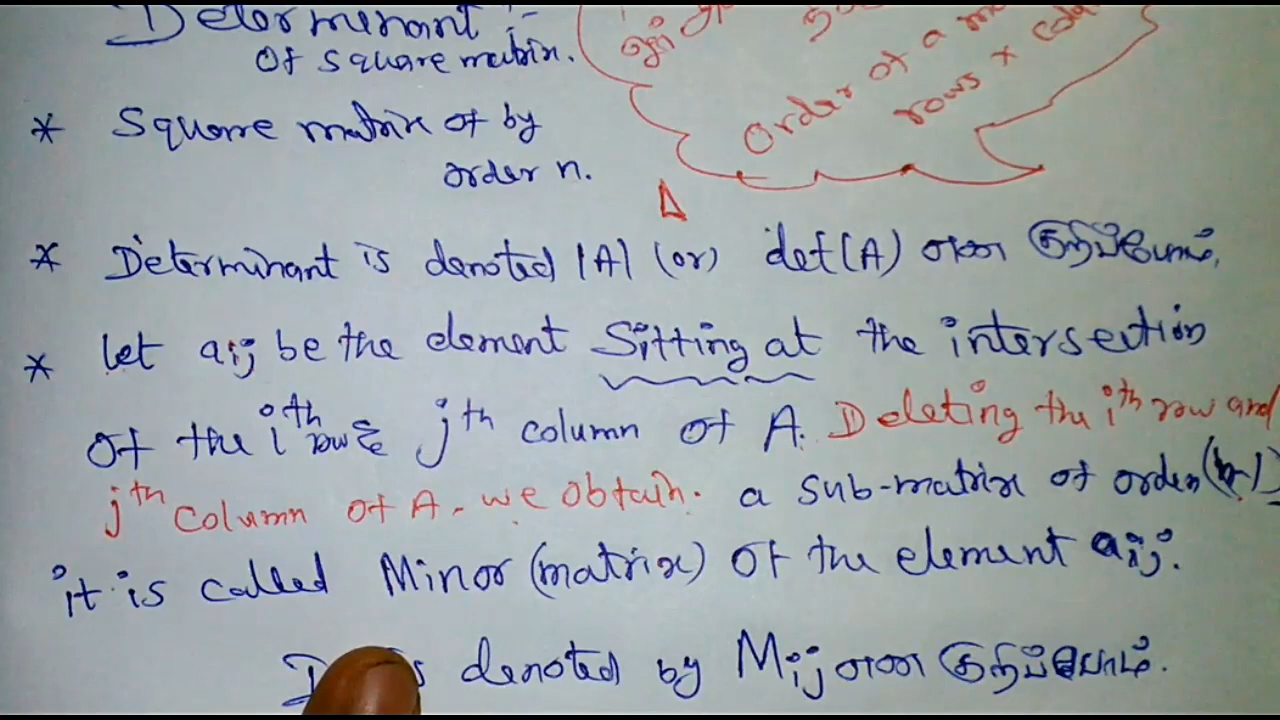 Determinant :-
Of square matrix.
Order of a
rows × 
* Square matrix of by
order n.
* Determinant is denoted |A| (or) det(A) என குறிப்போம்.
* let aij be the element Sitting at the intersection
of the ith row & jth column of A. Deleting the ith row and
jth column of A. we obtain. a sub-matrix of order (n-1)
it is called Minor (matrix) of the element aij.
denoted by Mij என குறிப்போம்.